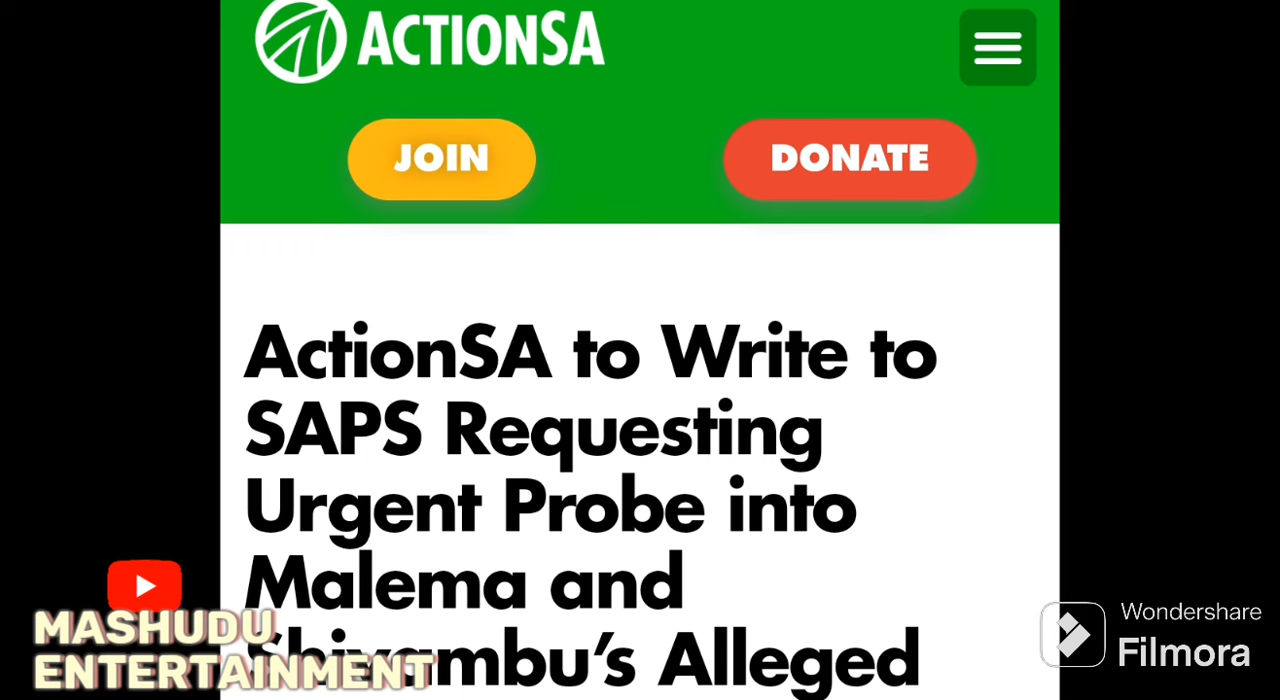 ACTIONSA
JOIN
DONATE
ActionSA to Write to
SAPS Requesting
Urgent Probe into
Malema and
Shivambu’s Alleged
MASHUDU
ENTERTAINMENT
Wondershare
Filmora